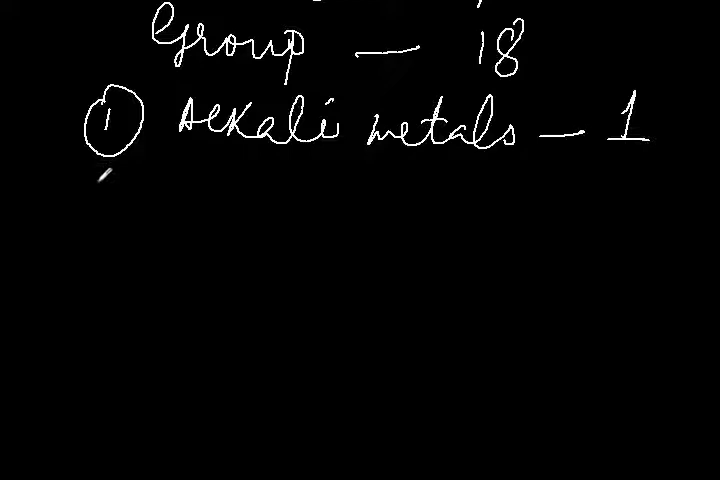 Group — 18
① Alkali metals — 1